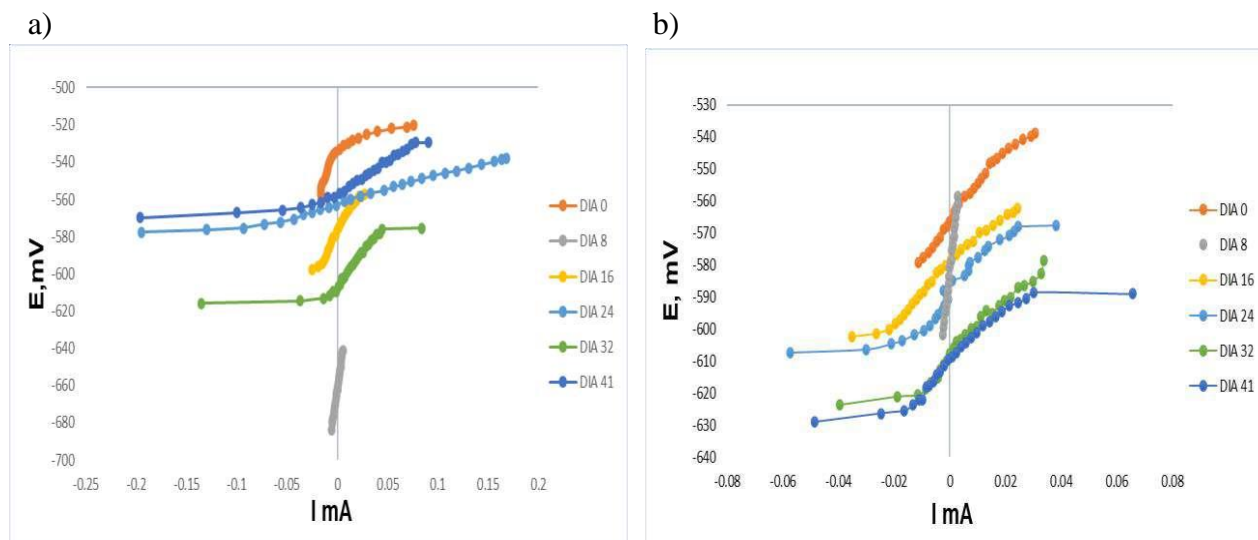 a)
-500
-520
-540
-560
-580
-600
-620
-640
-660
-680
-700
-0.25 -0.2 -0.15 -0.1 -0.05 0 0.05 0.1 0.15 0.2
E,mV
I mA
DIA 0
DIA 8
DIA 16
DIA 24
DIA 32
DIA 41
b)
-530
-540
-550
-560
-570
-580
-590
-600
-610
-620
-630
-640
-0.08 -0.06 -0.04 -0.02 0 0.02 0.04 0.06 0.08
E, mV
I mA
DIA 0
DIA 8
DIA 16
DIA 24
DIA 32
DIA 41